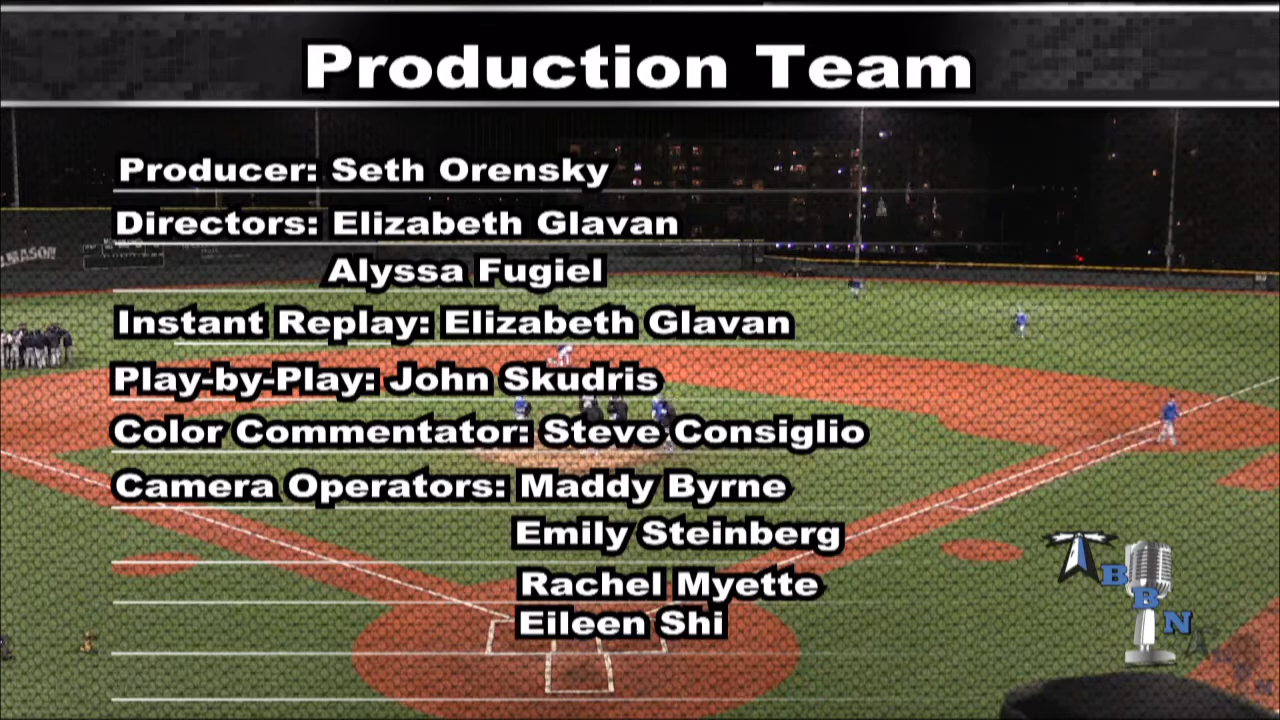 Production Team
Producer: Seth Orensky
Directors: Elizabeth Glavan
Alyssa Fugiel
Instant Replay: Elizabeth Glavan
Play-by-Play: John Skudris
Color Commentator: Steve Consiglio
Camera Operators: Maddy Byrne
Emily Steinberg
Rachel Myette
Eileen Shi
BBN